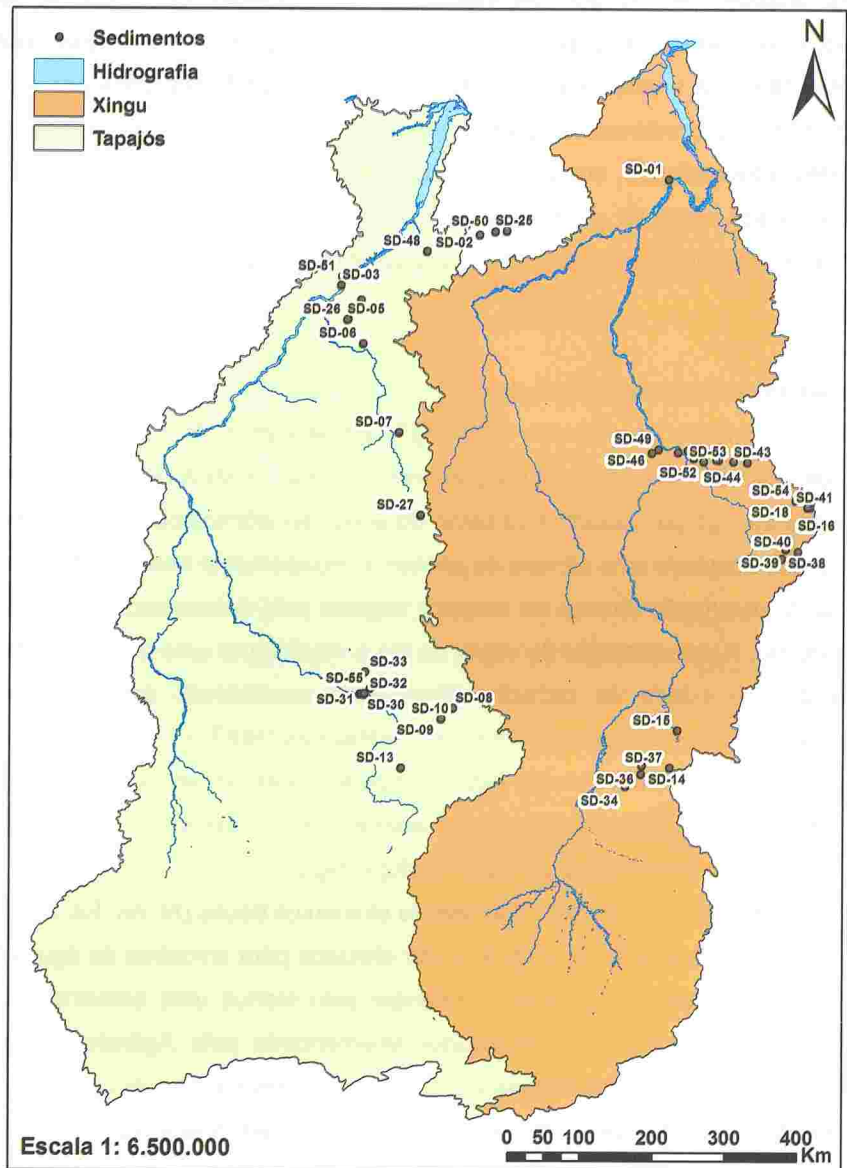 Sedimentos
Hidrografia
Xingu
Tapajós
N
SD-01
SD-50 SD-25
SD-48 SD-02
SD-51
SD-03
SD-26 SD-05
SD-06
SD-07
SD-49
SD-53 SD-43
SD-46
SD-52 SD-44
SD-54 SD-41
SD-27
SD-18
SD-16
SD-40
SD-39 SD-38
SD-33
SD-55 SD-32
SD-31 SD-30
SD-10 SD-08
SD-09
SD-15
SD-13
SD-37
SD-36 SD-14
SD-34
Escala 1: 6.500.000
0 50 100 200 300 400
Km